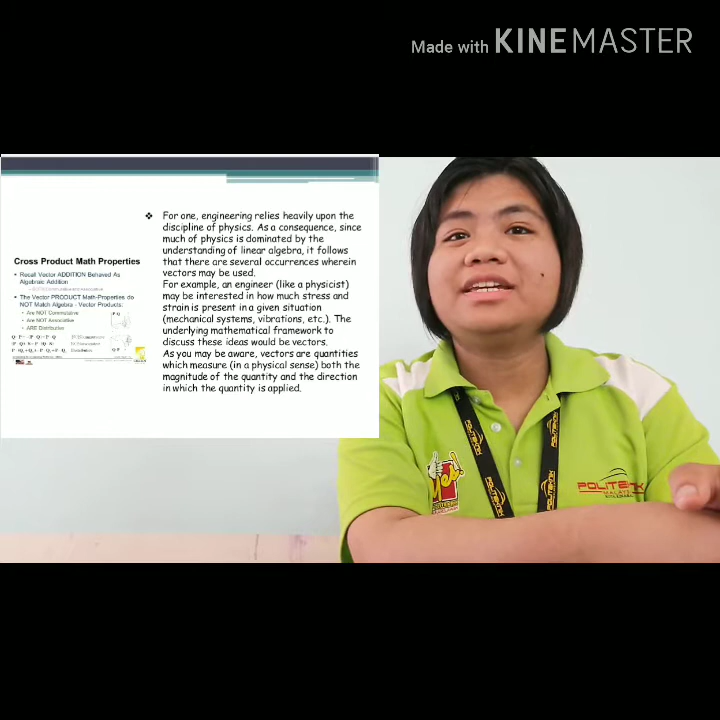 Made with KINEMASTER
❖ For one, engineering relies heavily upon the
discipline of physics. As a consequence, since
much of physics is dominated by the
understanding of linear algebra, it follows
that there are several occurrences wherein
vectors may be used.
For example, an engineer (like a physicist)
may be interested in how much stress and
strain is present in a given situation
(mechanical systems, vibrations, etc.). The
underlying mathematical framework to
discuss these ideas would be vectors.
As you may be aware, vectors are quantities
which measure (in a physical sense) both the
magnitude of the quantity and the direction
in which the quantity is applied.
Cross Product Math Properties
• Recall Vector ADDITION Behaved As
Algebraic Addition
• The Vector PRODUCT Math-Properties do
NOT Match Algebra - Vector Products:
• Are NOT Commutative
• Are NOT Associative
• ARE Distributive
Yes!
POLITEKNIK
MALAYSIA
POLITEKNIK
POLITEKNIK